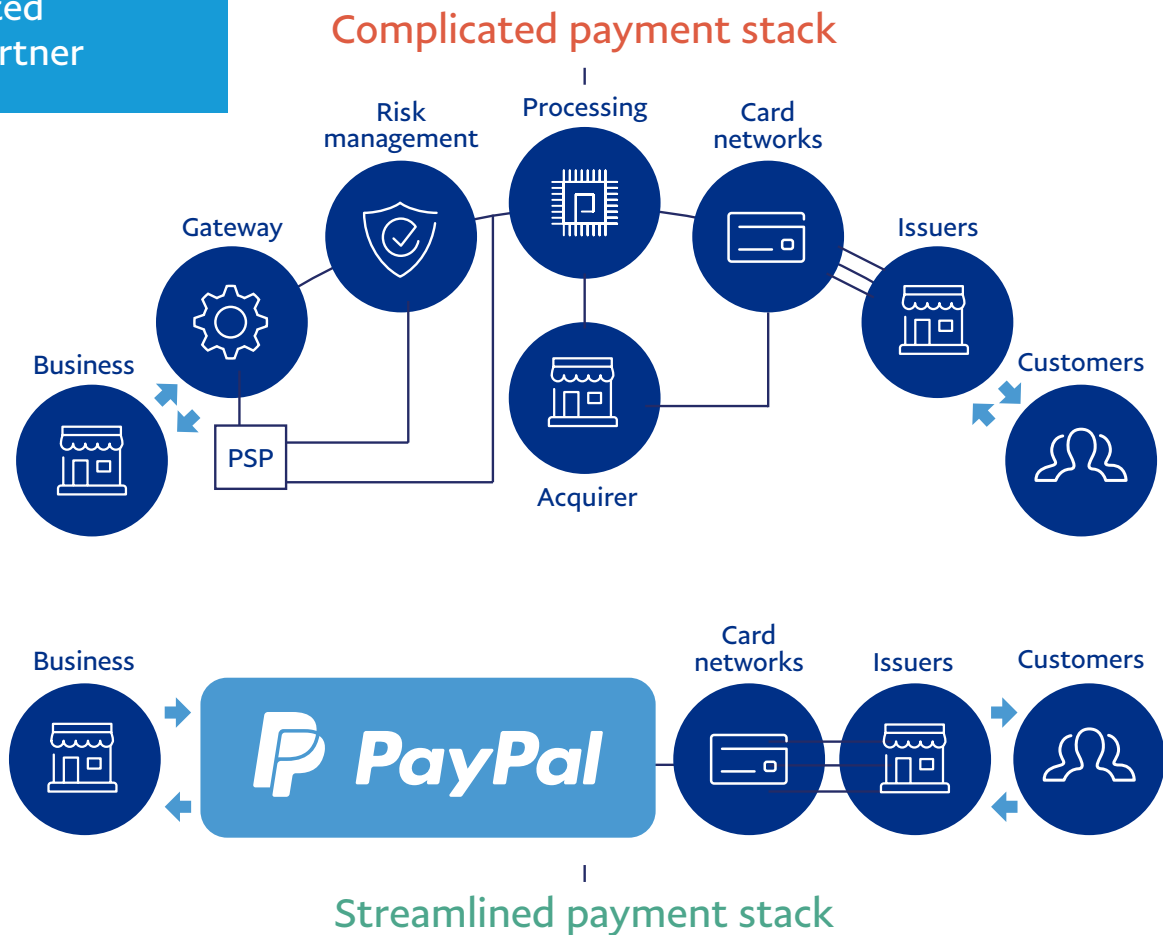 Complicated payment stack
rtner
Processing
Risk
management
Card
networks
Gateway
Issuers
Business
Customers
PSP
Acquirer
Business
Card
networks
Issuers
Customers
PayPal
Streamlined payment stack